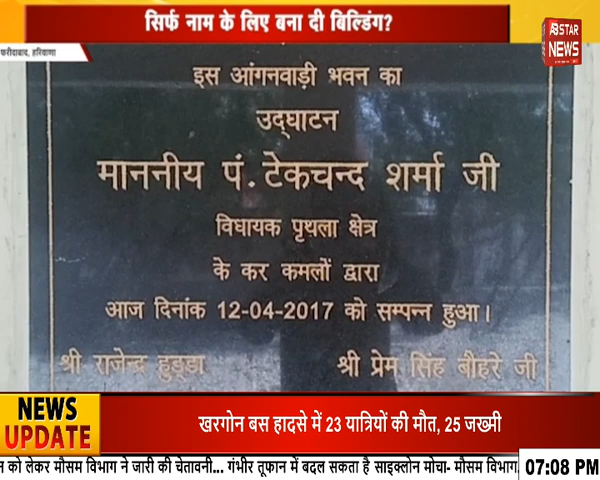 सिर्फ नाम के लिए बना दी बिल्डिंग?
फरीदाबाद, हरियाणा
AB STAR NEWS
इस आंगनवाड़ी भवन का
उद्घाटन
माननीय पं. टेकचन्द शर्मा जी
विधायक पृथला क्षेत्र
के कर कमलों द्वारा
आज दिनांक 12-04-2017 को सम्पन्न हुआ।
श्री राजेन्द्र हुड्डा श्री प्रेम सिंह बौहरे जी
NEWS UPDATE
खरगोन बस हादसे में 23 यात्रियों की मौत, 25 जख्मी
को लेकर मौसम विभाग ने जारी की चेतावनी... गंभीर तूफान में बदल सकता है साइक्लोन मोचा- मौसम विभाग,
07:08 PM